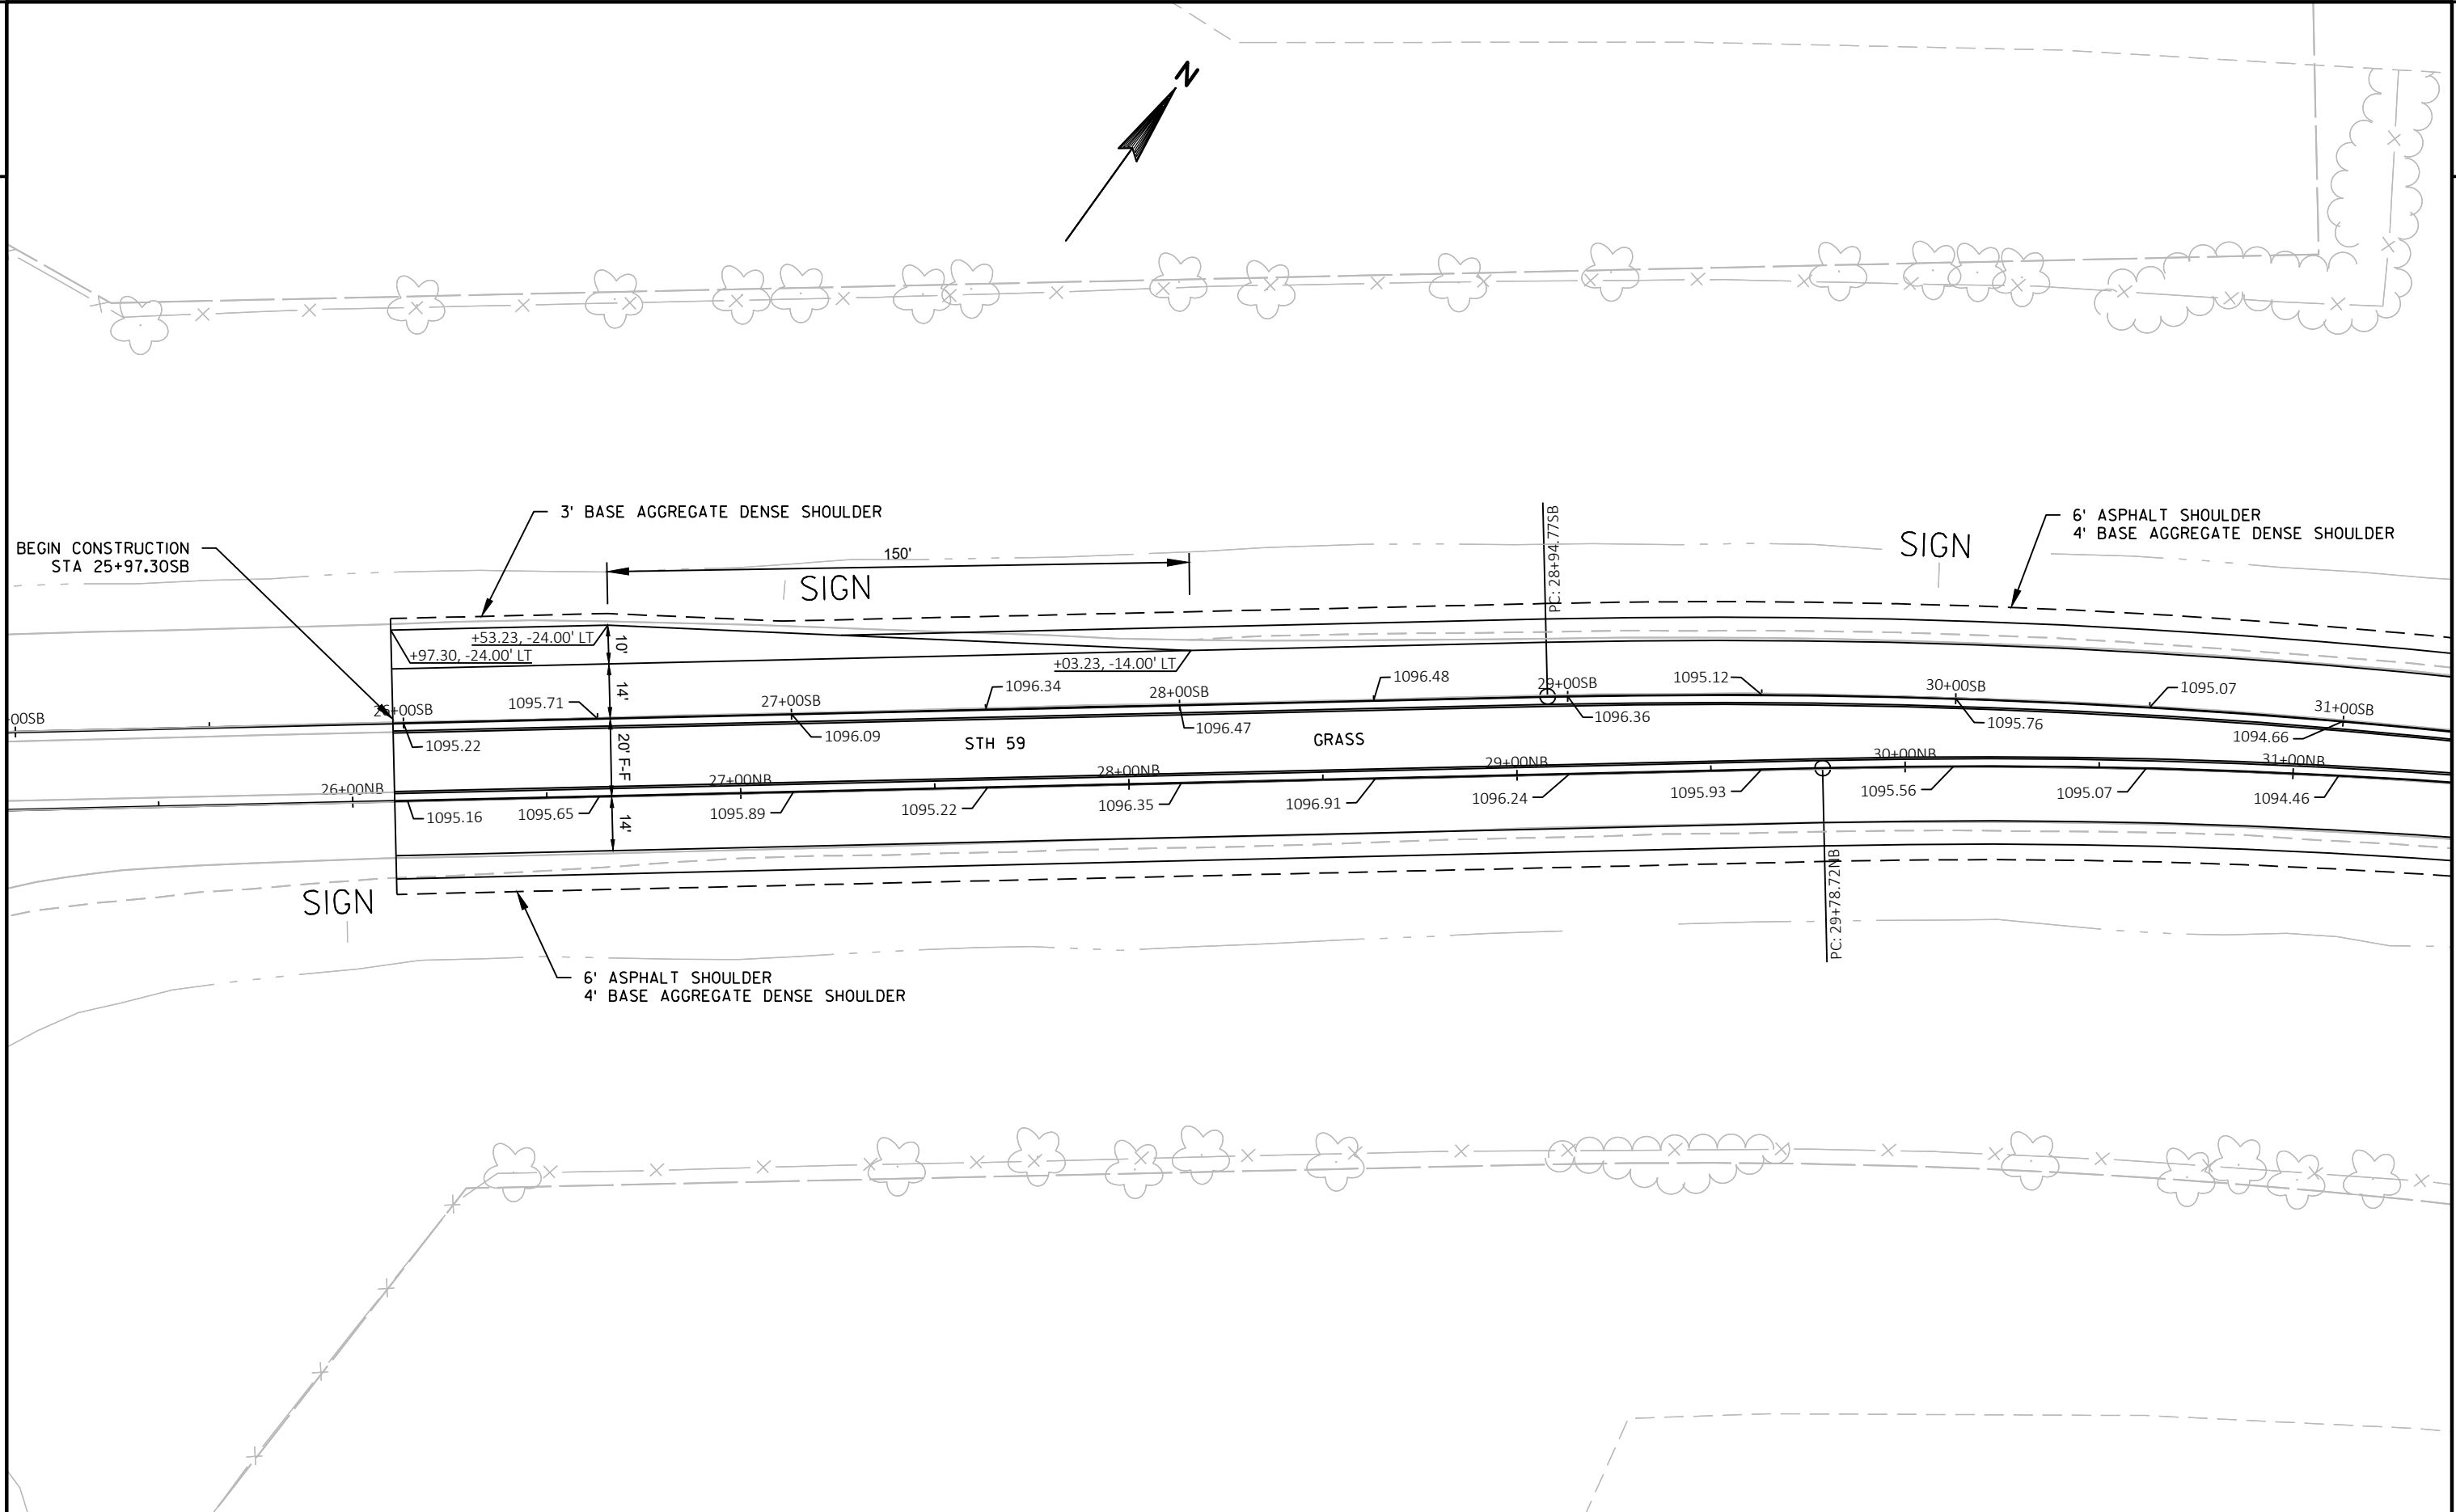 N
3' BASE AGGREGATE DENSE SHOULDER
6' ASPHALT SHOULDER
4' BASE AGGREGATE DENSE SHOULDER
BEGIN CONSTRUCTION
STA 25+97.30SB
150'
SIGN
SIGN
PC: 28+94.77SB
+53.23, -24.00' LT
+97.30, -24.00' LT
+03.23, -14.00' LT
10'
14'
20' F-F
14'
-00SB
26+00SB
27+00SB
28+00SB
29+00SB
30+00SB
31+00SB
1095.22
1095.71
1096.09
1096.34
1096.47
1096.48
1096.36
1095.12
1095.76
1095.07
1094.66
STH 59
GRASS
26+00NB
27+00NB
28+00NB
29+00NB
30+00NB
31+00NB
1095.16
1095.65
1095.89
1095.22
1096.35
1096.91
1096.24
1095.93
1095.56
1095.07
1094.46
PC: 29+78.72NB
SIGN
6' ASPHALT SHOULDER
4' BASE AGGREGATE DENSE SHOULDER